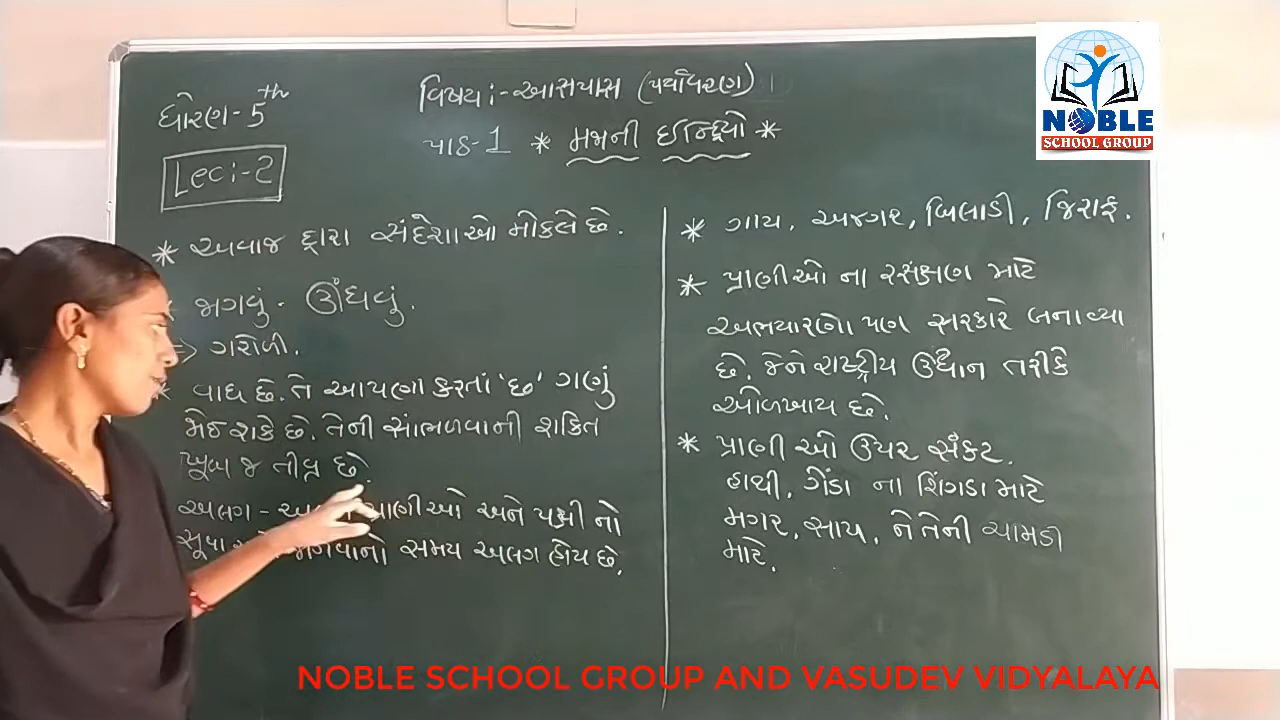 ધોરણ-5th
વિષય:-આસપાસ (પર્યાવરણ)
પાઠ-1 * મજાની ઇન્દ્રિયો *
Lec:-2
* અવાજ દ્વારા સંદેશાઓ મોકલે છે.
* જાગવું - ઊંઘવું.
→ ગરોળી.
* વાઘ છે. તે આપણા કરતાં 'છ' ગણું
શકે છે. તેની સાંભળવાની શકિત
ખૂબ જ તીવ્ર છે.
અલગ - પ્રાણીઓ અને પક્ષી નો
જાગવાનો સમય અલગ હોય છે.
* ગાય, અજગર, બિલાડી, જિરાફ.
* પ્રાણીઓ ના રક્ષણ માટે
અભયારણો પણ સરકારે બનાવ્યા
છે. જેને રાષ્ટ્રીય ઉદ્યાન તરીકે
ઓળખાય છે.
* પ્રાણીઓ ઉપર સંકટ.
હાથી, ગેંડા ના શિંગડા માટે
મગર, સાપ, ને તેની ચામડી
માટે.
NOBLE
SCHOOL GROUP
NOBLE SCHOOL GROUP AND VASUDEV VIDYALAYA